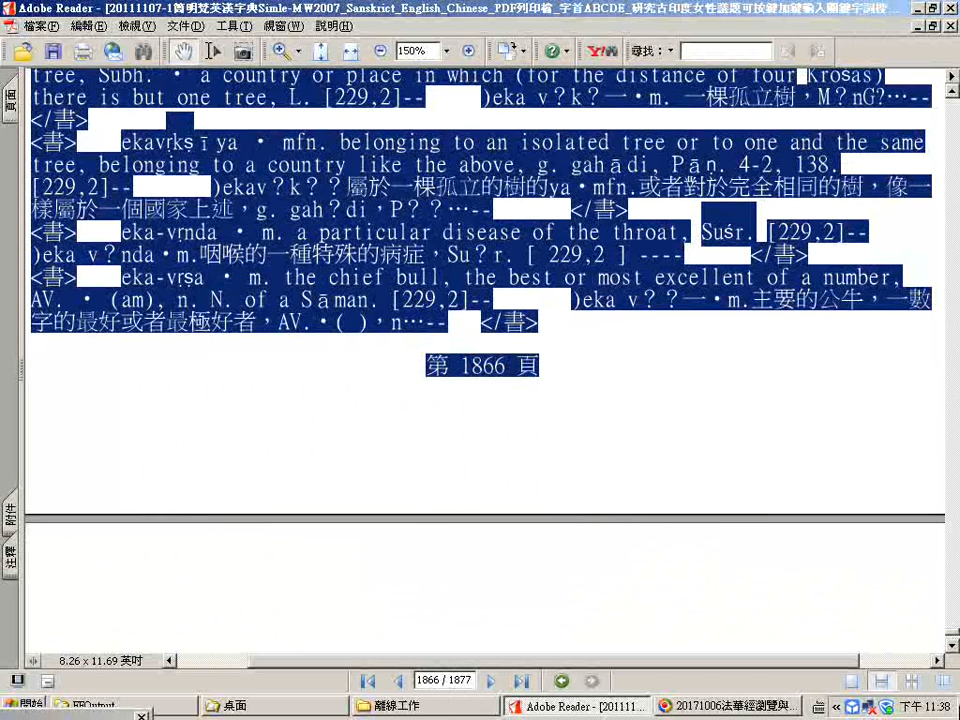 Adobe Reader - [20111107-1簡明梵英漢字典Simle-MW2007_Sanskrict_English_Chinese_PDF列印檔_字首ABCDE_研究古印度女性議題可按鍵加鍵輸入關鍵字詞搜
檔案(F) 編輯(E) 檢視(V) 文件(D) 工具(T) 視窗(W) 說明(H)
150% 尋找：
頁面
tree, Subh. · a country or place in which (for the distance of four Krośas)
there is but one tree, L. [229,2]-- )eka v?k?一·m. 一棵孤立樹，M?nG?…--
</書>
<書> ekavṛkṣīya · mfn. belonging to an isolated tree or to one and the same
tree, belonging to a country like the above, g. gahādi, Pāṇ. 4-2, 138.
[229,2]-- )ekav?k??屬於一棵孤立的樹的ya·mfn.或者對於完全相同的樹，像一
樣屬於一個國家上述，g. gah?di，P??…-- </書>
<書> eka-vṛnda · m. a particular disease of the throat, Suśr. [229,2]--
)eka v?nda·m.咽喉的一種特殊的病症，Su?r. [ 229,2 ] ---- </書>
<書> eka-vṛṣa · m. the chief bull, the best or most excellent of a number,
AV. · (am), n. N. of a Sāman. [229,2]-- )eka v??一·m.主要的公牛，一數
字的最好或者最極好者，AV.·( )，n…-- </書>
第 1866 頁
附件
注釋
8.26 x 11.69 英吋
1866 / 1877
開始 FFOutput 桌面 離線工作 Adobe Reader - [201111... 20171006法華經瀏覽與... 下午 11:38